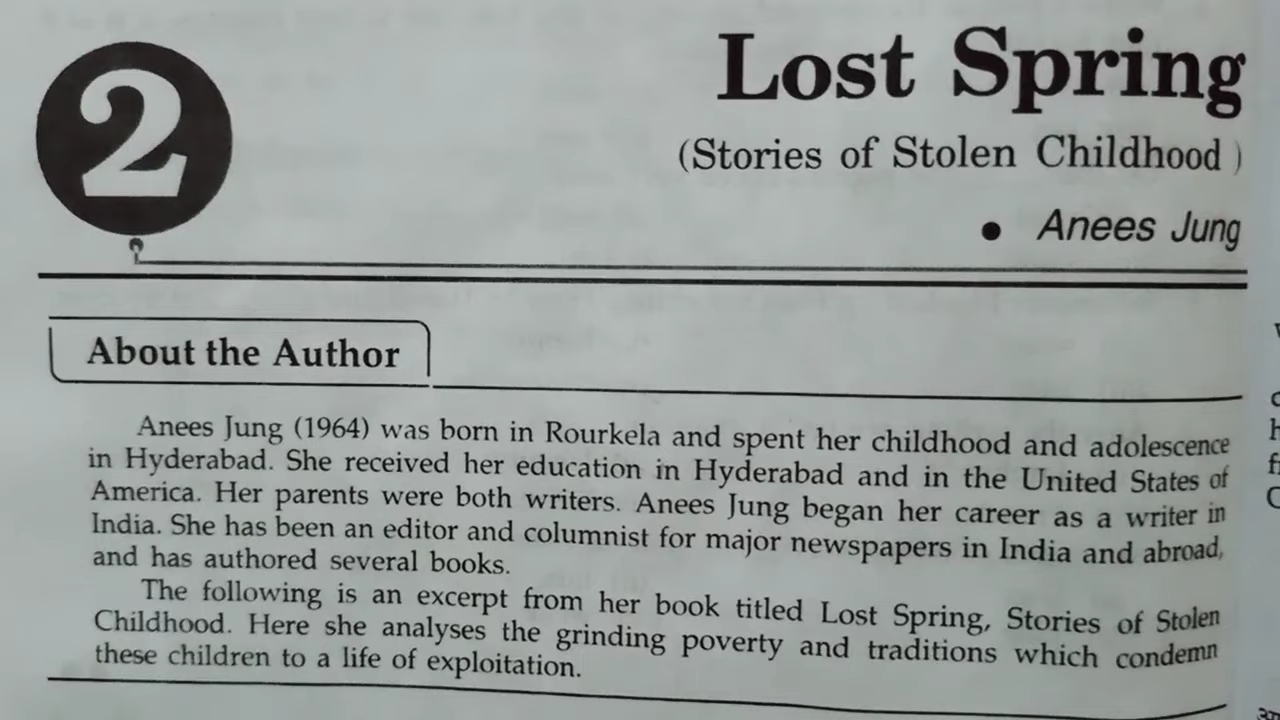 2
Lost Spring
(Stories of Stolen Childhood )
• Anees Jung
About the Author
Anees Jung (1964) was born in Rourkela and spent her childhood and adolescence
in Hyderabad. She received her education in Hyderabad and in the United States of
America. Her parents were both writers. Anees Jung began her career as a writer in
India. She has been an editor and columnist for major newspapers in India and abroad,
and has authored several books.
The following is an excerpt from her book titled Lost Spring, Stories of Stolen
Childhood. Here she analyses the grinding poverty and traditions which condemn
these children to a life of exploitation.